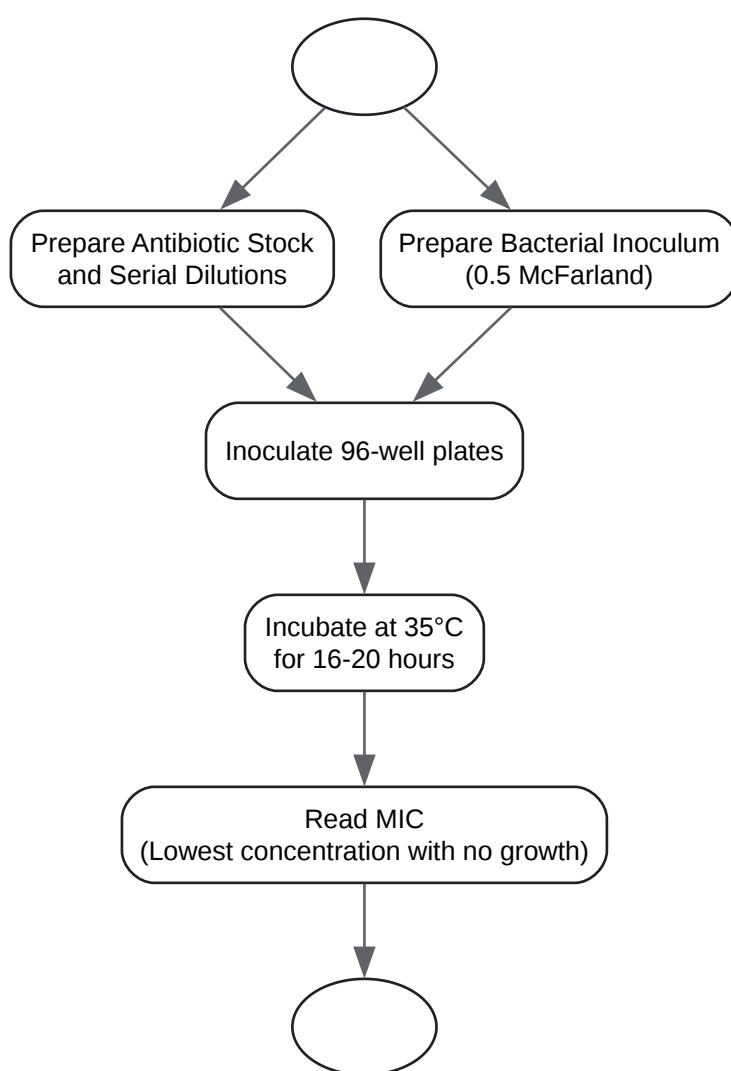 Prepare Antibiotic Stock
and Serial Dilutions
Prepare Bacterial Inoculum
(0.5 McFarland)
Inoculate 96-well plates
Incubate at 35°C
for 16-20 hours
Read MIC
(Lowest concentration with no growth)